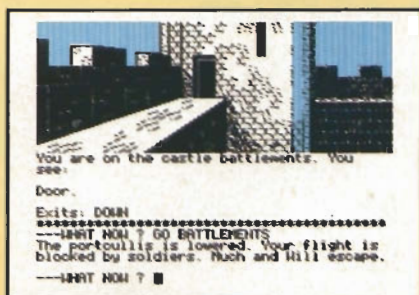 You are on the castle battlements. You
see:
Door.
Exits: DOWN
---WHAT NOW ? GO BATTLEMENTS
The portcullis is lowered. Your flight is
blocked by soldiers. Much and Will escape.
---WHAT NOW ?